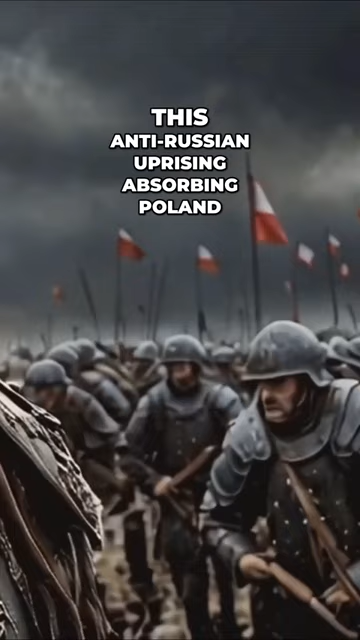 THIS
ANTI-RUSSIAN
UPRISING
ABSORBING
POLAND